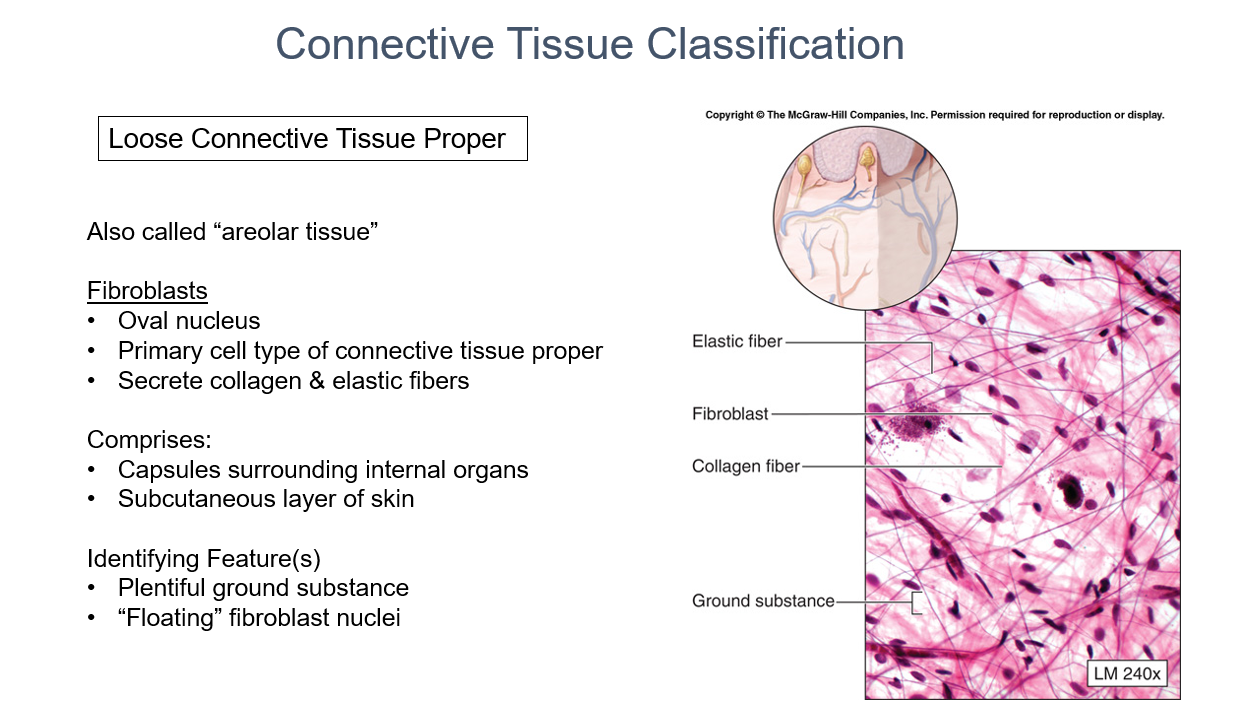 Connective Tissue Classification
Loose Connective Tissue Proper
Also called “areolar tissue”
Fibroblasts
• Oval nucleus
• Primary cell type of connective tissue proper
• Secrete collagen & elastic fibers
Comprises:
• Capsules surrounding internal organs
• Subcutaneous layer of skin
Identifying Feature(s)
• Plentiful ground substance
• “Floating” fibroblast nuclei
Copyright © The McGraw-Hill Companies, Inc. Permission required for reproduction or display.
Elastic fiber
Fibroblast
Collagen fiber
Ground substance
LM 240x